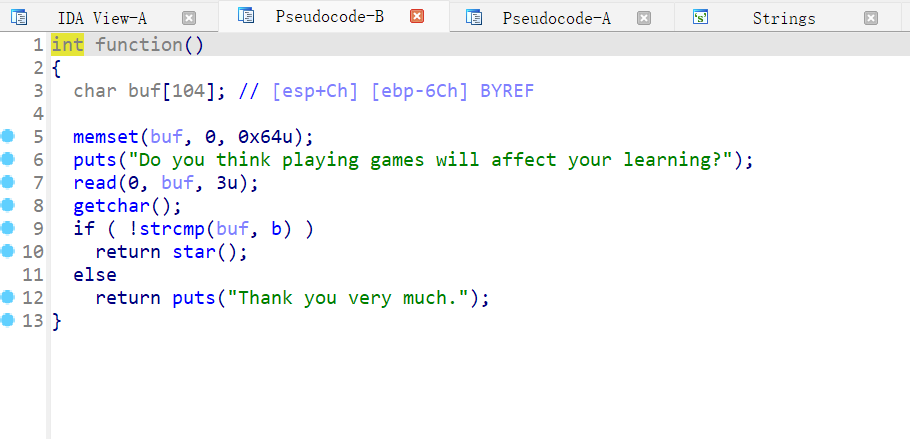 IDA View-A Pseudocode-B Pseudocode-A Strings
1 int function()
2 {
3 char buf[104]; // [esp+Ch] [ebp-6Ch] BYREF
4
5 memset(buf, 0, 0x64u);
6 puts("Do you think playing games will affect your learning?");
7 read(0, buf, 3u);
8 getchar();
9 if ( !strcmp(buf, b) )
10 return star();
11 else
12 return puts("Thank you very much.");
13 }